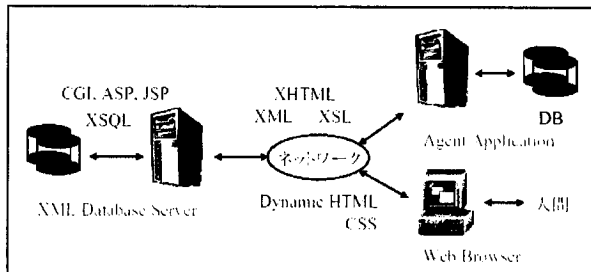 CGI, ASP, JSP
XSQL
XML Database Server
XHTML
XML XSL
ネットワーク
Dynamic HTML
CSS
DB
Agent Application
人間
Web Browser